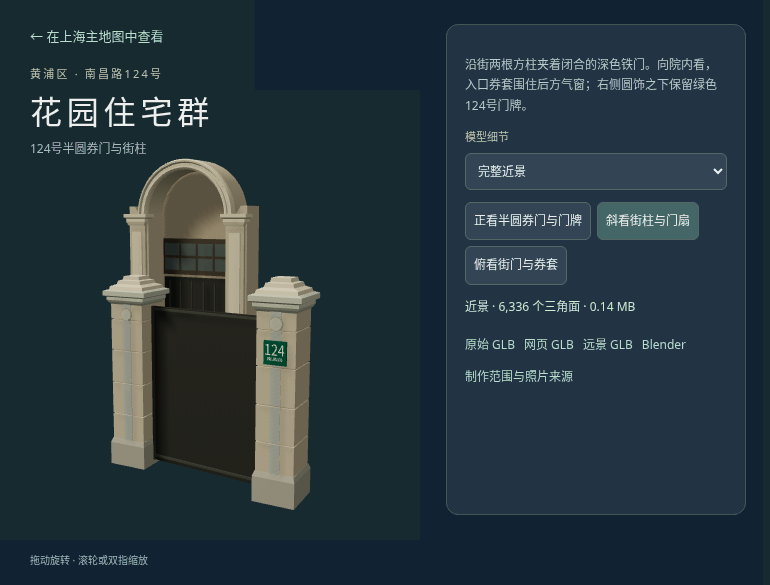 ← 在上海主地图中查看
黄浦区 · 南昌路124号
花园住宅群
124号半圆券门与街柱
124
沿街两根方柱夹着闭合的深色铁门。向院内看，
入口券套围住后方气窗；右侧圆饰之下保留绿色
124号门牌。
模型细节
完整近景
正看半圆券门与门牌
斜看街柱与门扇
俯看街门与券套
近景 · 6,336 个三角面 · 0.14 MB
原始 GLB 网页 GLB 远景 GLB Blender
制作范围与照片来源
拖动旋转 · 滚轮或双指缩放